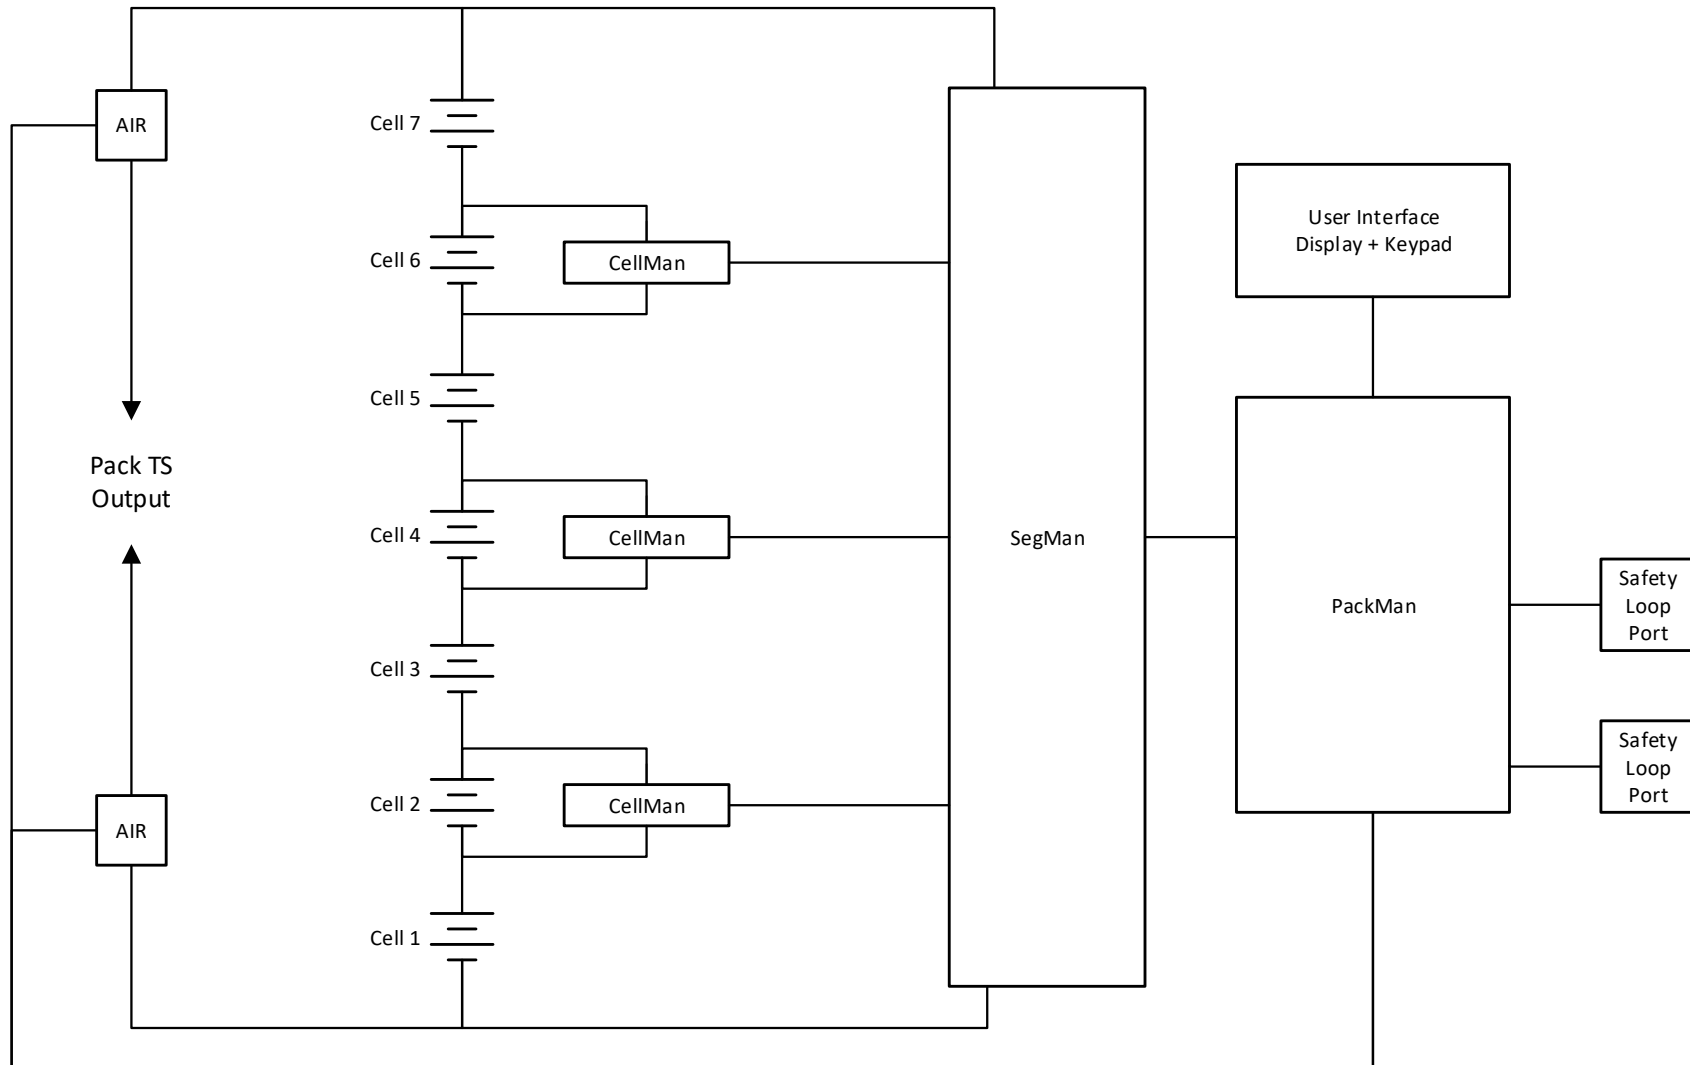 AIR
Cell 7
User Interface
Display + Keypad
Cell 6
CellMan
Cell 5
Pack TS
Output
Cell 4
CellMan
SegMan
PackMan
Safety
Loop
Port
Cell 3
Safety
Loop
Port
Cell 2
CellMan
AIR
Cell 1